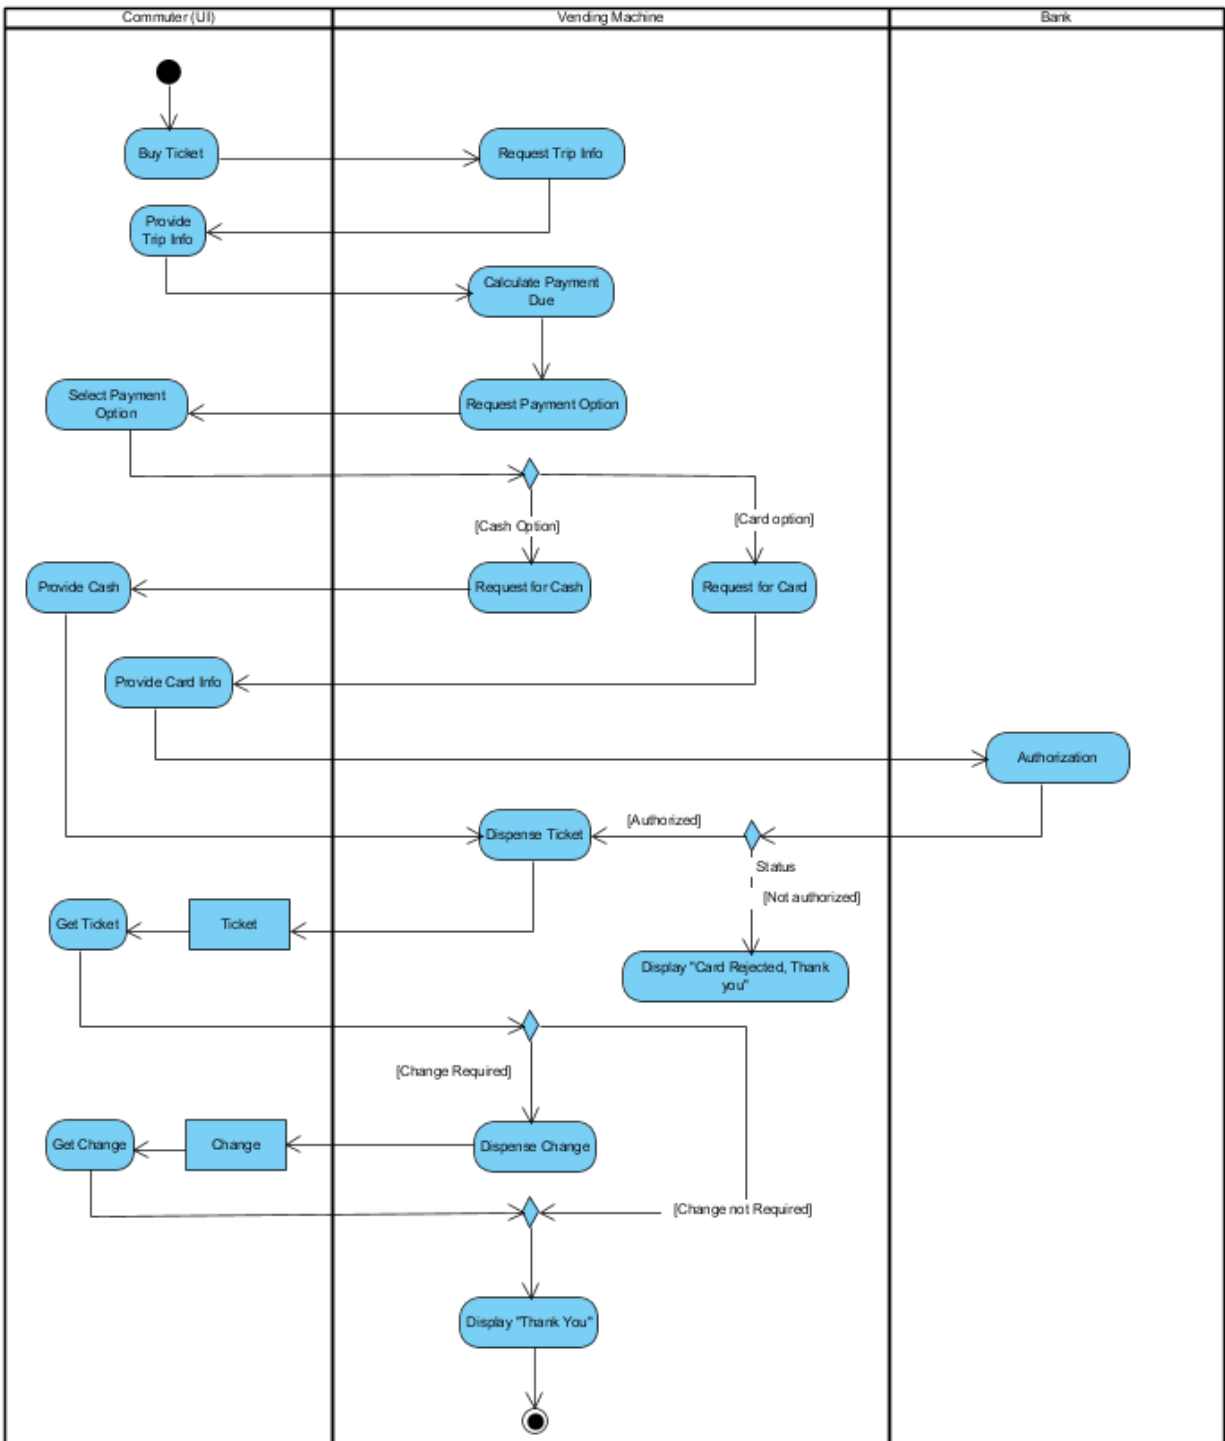 Commuter (UI)
Vending Machine
Bank
Buy Ticket
Request Trip Info
Provide
Trip Info
Calculate Payment
Due
Select Payment
Option
Request Payment Option
[Cash Option]
[Card option]
Provide Cash
Request for Cash
Request for Card
Provide Card Info
Authorization
Dispense Ticket
[Authorized]
Status
[Not authorized]
Get Ticket
Ticket
Display "Card Rejected, Thank
you"
[Change Required]
Get Change
Change
Dispense Change
[Change not Required]
Display "Thank You"